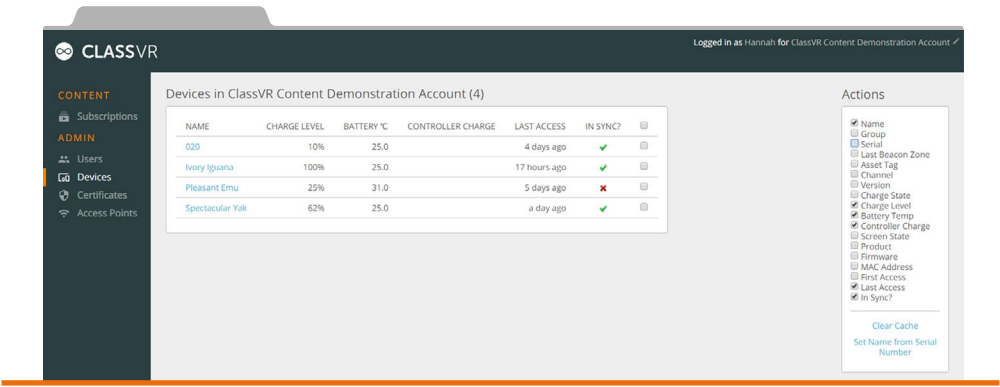 CLASSVR
Logged in as Hannah for ClassVR Content Demonstration Account
CONTENT
Subscriptions
ADMIN
Users
Devices
Certificates
Access Points
Devices in ClassVR Content Demonstration Account (4)
NAME CHARGE LEVEL BATTERY °C CONTROLLER CHARGE LAST ACCESS IN SYNC?
020 10% 25.0 4 days ago
Ivory Iguana 100% 25.0 17 hours ago
Pleasant Emu 25% 31.0 5 days ago
Spectacular Yak 62% 25.0 a day ago
Actions
Name
Group
Serial
Last Beacon Zone
Asset Tag
Channel
Version
Charge State
Charge Level
Battery Temp
Controller Charge
Screen State
Product
Firmware
MAC Address
First Access
Last Access
In Sync?
Clear Cache
Set Name from Serial
Number